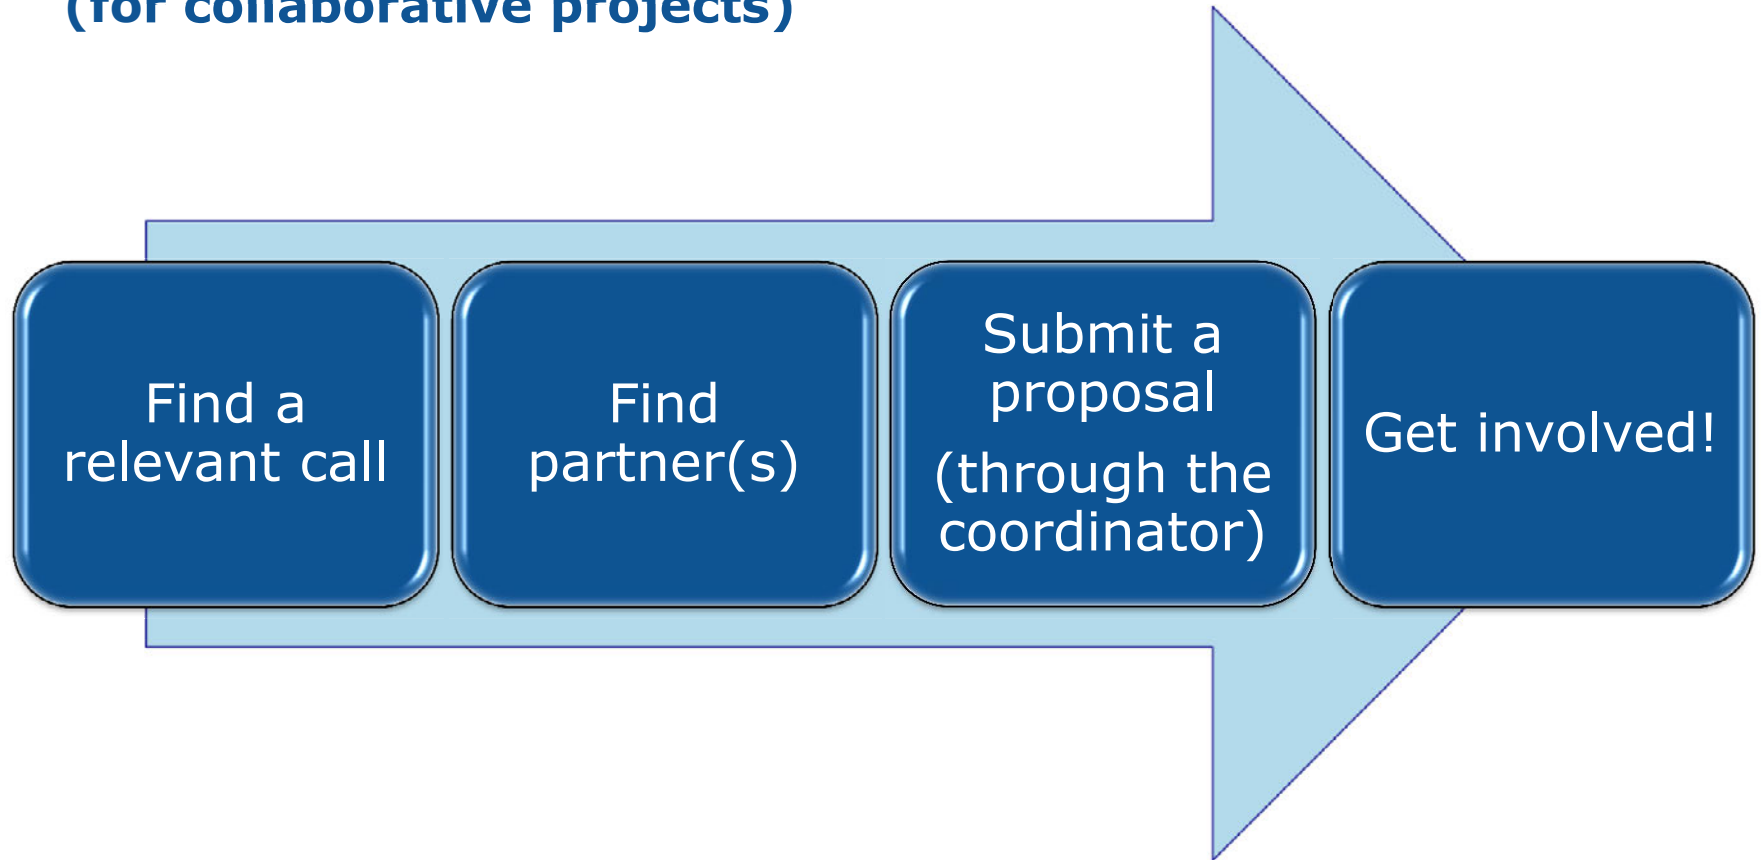 (for collaborative projects)
Find a
relevant call
Find
partner(s)
Submit a
proposal
(through the
coordinator)
Get involved!